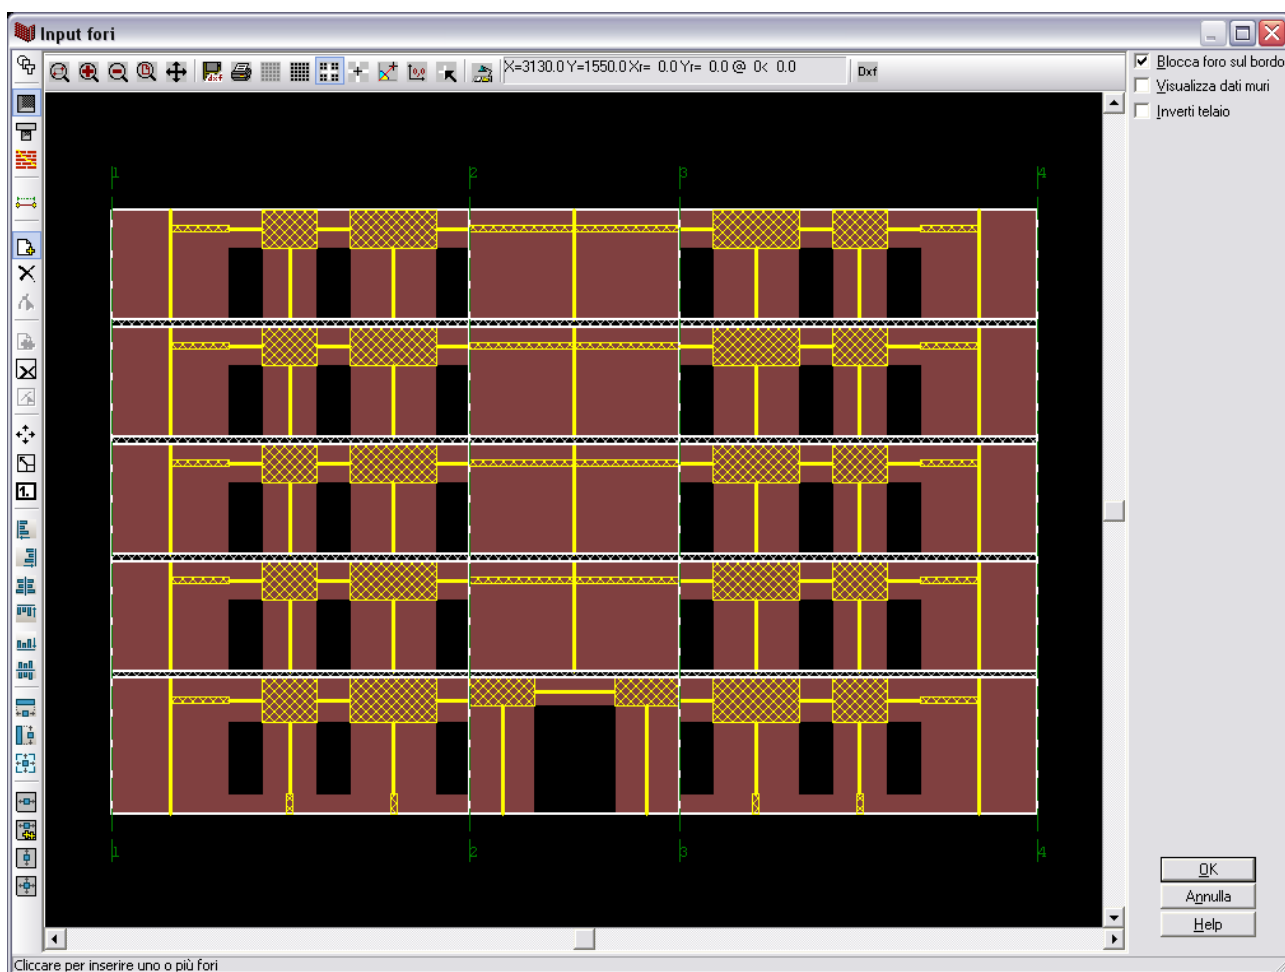 Input fori
dxf
X=3130.0 Y=1550.0 Xr= 0.0 Yr= 0.0 @ 0< 0.0
Dxf
Blocca foro sul bordo
Visualizza dati muri
Inverti telaio
1 2 3 4
1.
1 2 3 4
OK
Annulla
Help
Cliccare per inserire uno o più fori